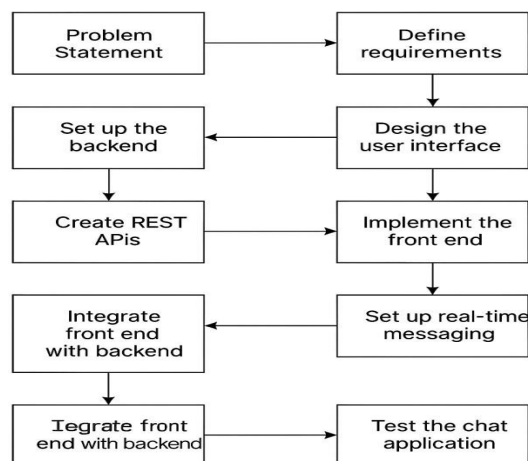 Problem
Statement
Define
requirements
Set up the
backend
Design the
user interface
Create REST
APis
Implement the
front end
Integrate
front end
with backend
Set up real-time
messaging
Iegrate front
end with backend
Test the chat
application